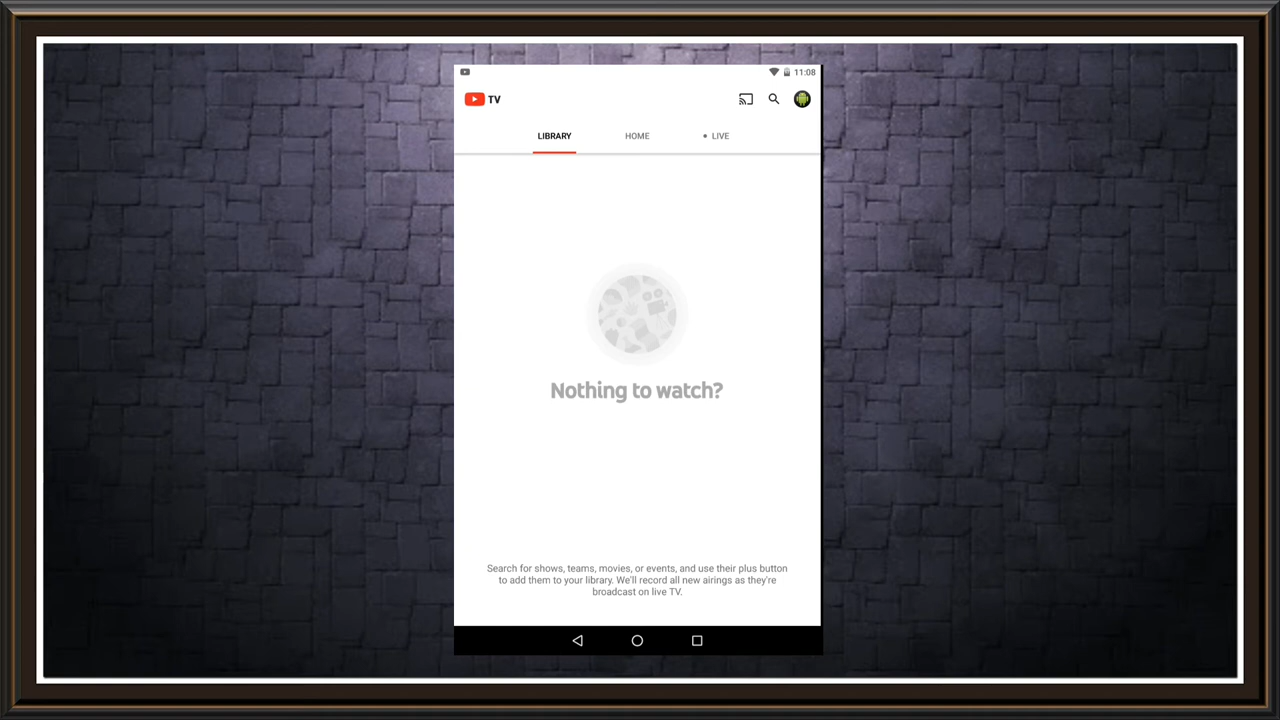 11:08
TV
LIBRARY
HOME
LIVE
Nothing to watch?
Search for shows, teams, movies, or events, and use their plus button
to add them to your library. We'll record all new airings as they're
broadcast on live TV.